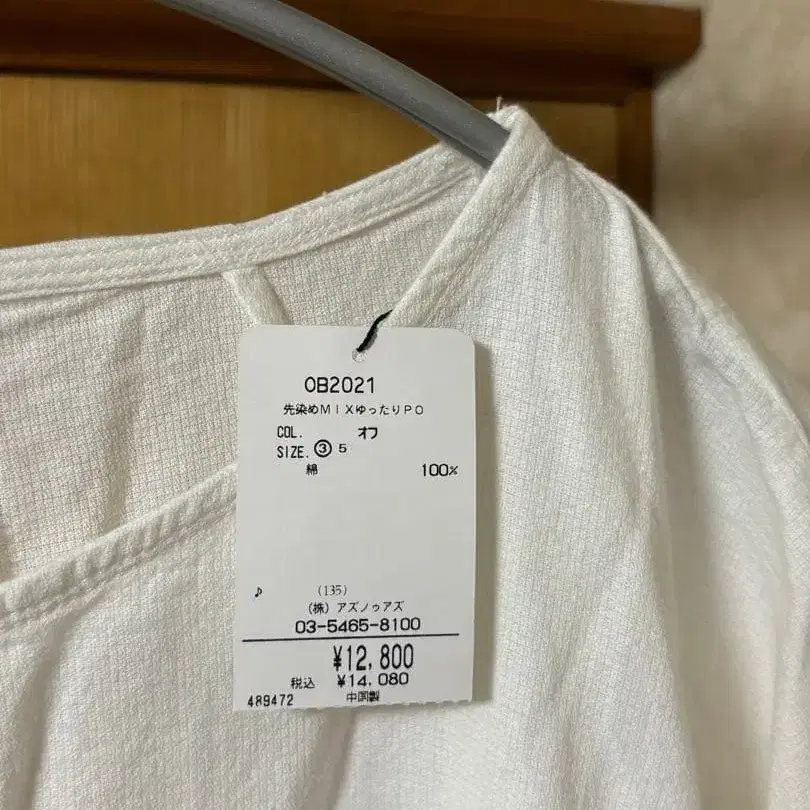 OB2021
先染めMIXゆったりPO
COL. オフ
SIZE. ③ 5
綿 100%
♪ (135)
(株) アズノゥアズ
03-5465-8100
¥12,800
税込 ¥14,080
489472 中国製